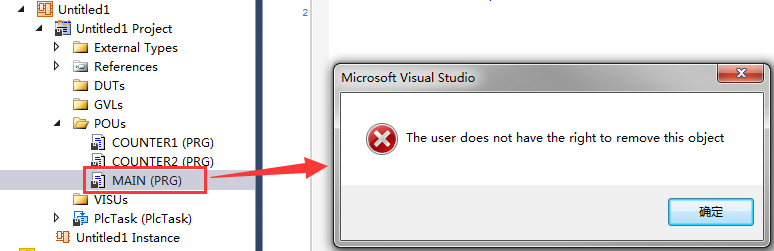 Untitled1
Untitled1 Project
External Types
References
DUTs
GVLs
POUs
COUNTER1 (PRG)
COUNTER2 (PRG)
MAIN (PRG)
VISUs
PlcTask (PlcTask)
Untitled1 Instance
2
Microsoft Visual Studio
The user does not have the right to remove this object
确定